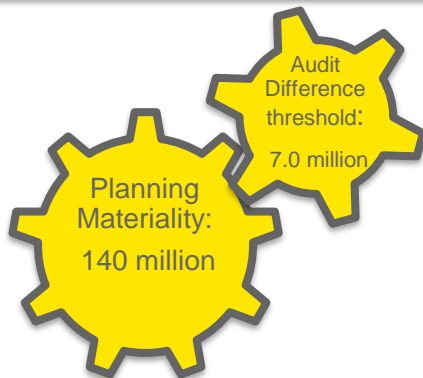 Audit
Difference
threshold:
7.0 million
Planning
Materiality:
140 million